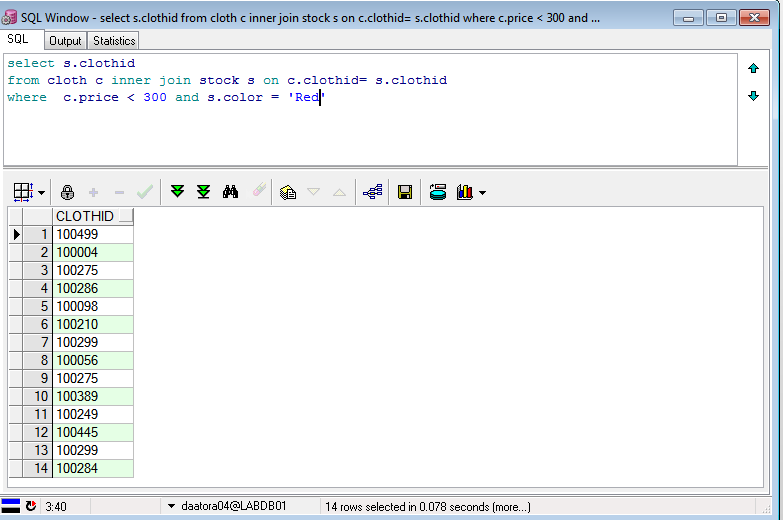 SQL Window - select s.clothid from cloth c inner join stock s on c.clothid= s.clothid where c.price < 300 and ...
SQL Output Statistics
select s.clothid
from cloth c inner join stock s on c.clothid= s.clothid
where  c.price < 300 and s.color = 'Red'
CLOTHID
1 100499
2 100004
3 100275
4 100286
5 100098
6 100210
7 100299
8 100056
9 100275
10 100389
11 100249
12 100445
13 100299
14 100284
3:40 daatora04@LABDB01 14 rows selected in 0.078 seconds (more...)